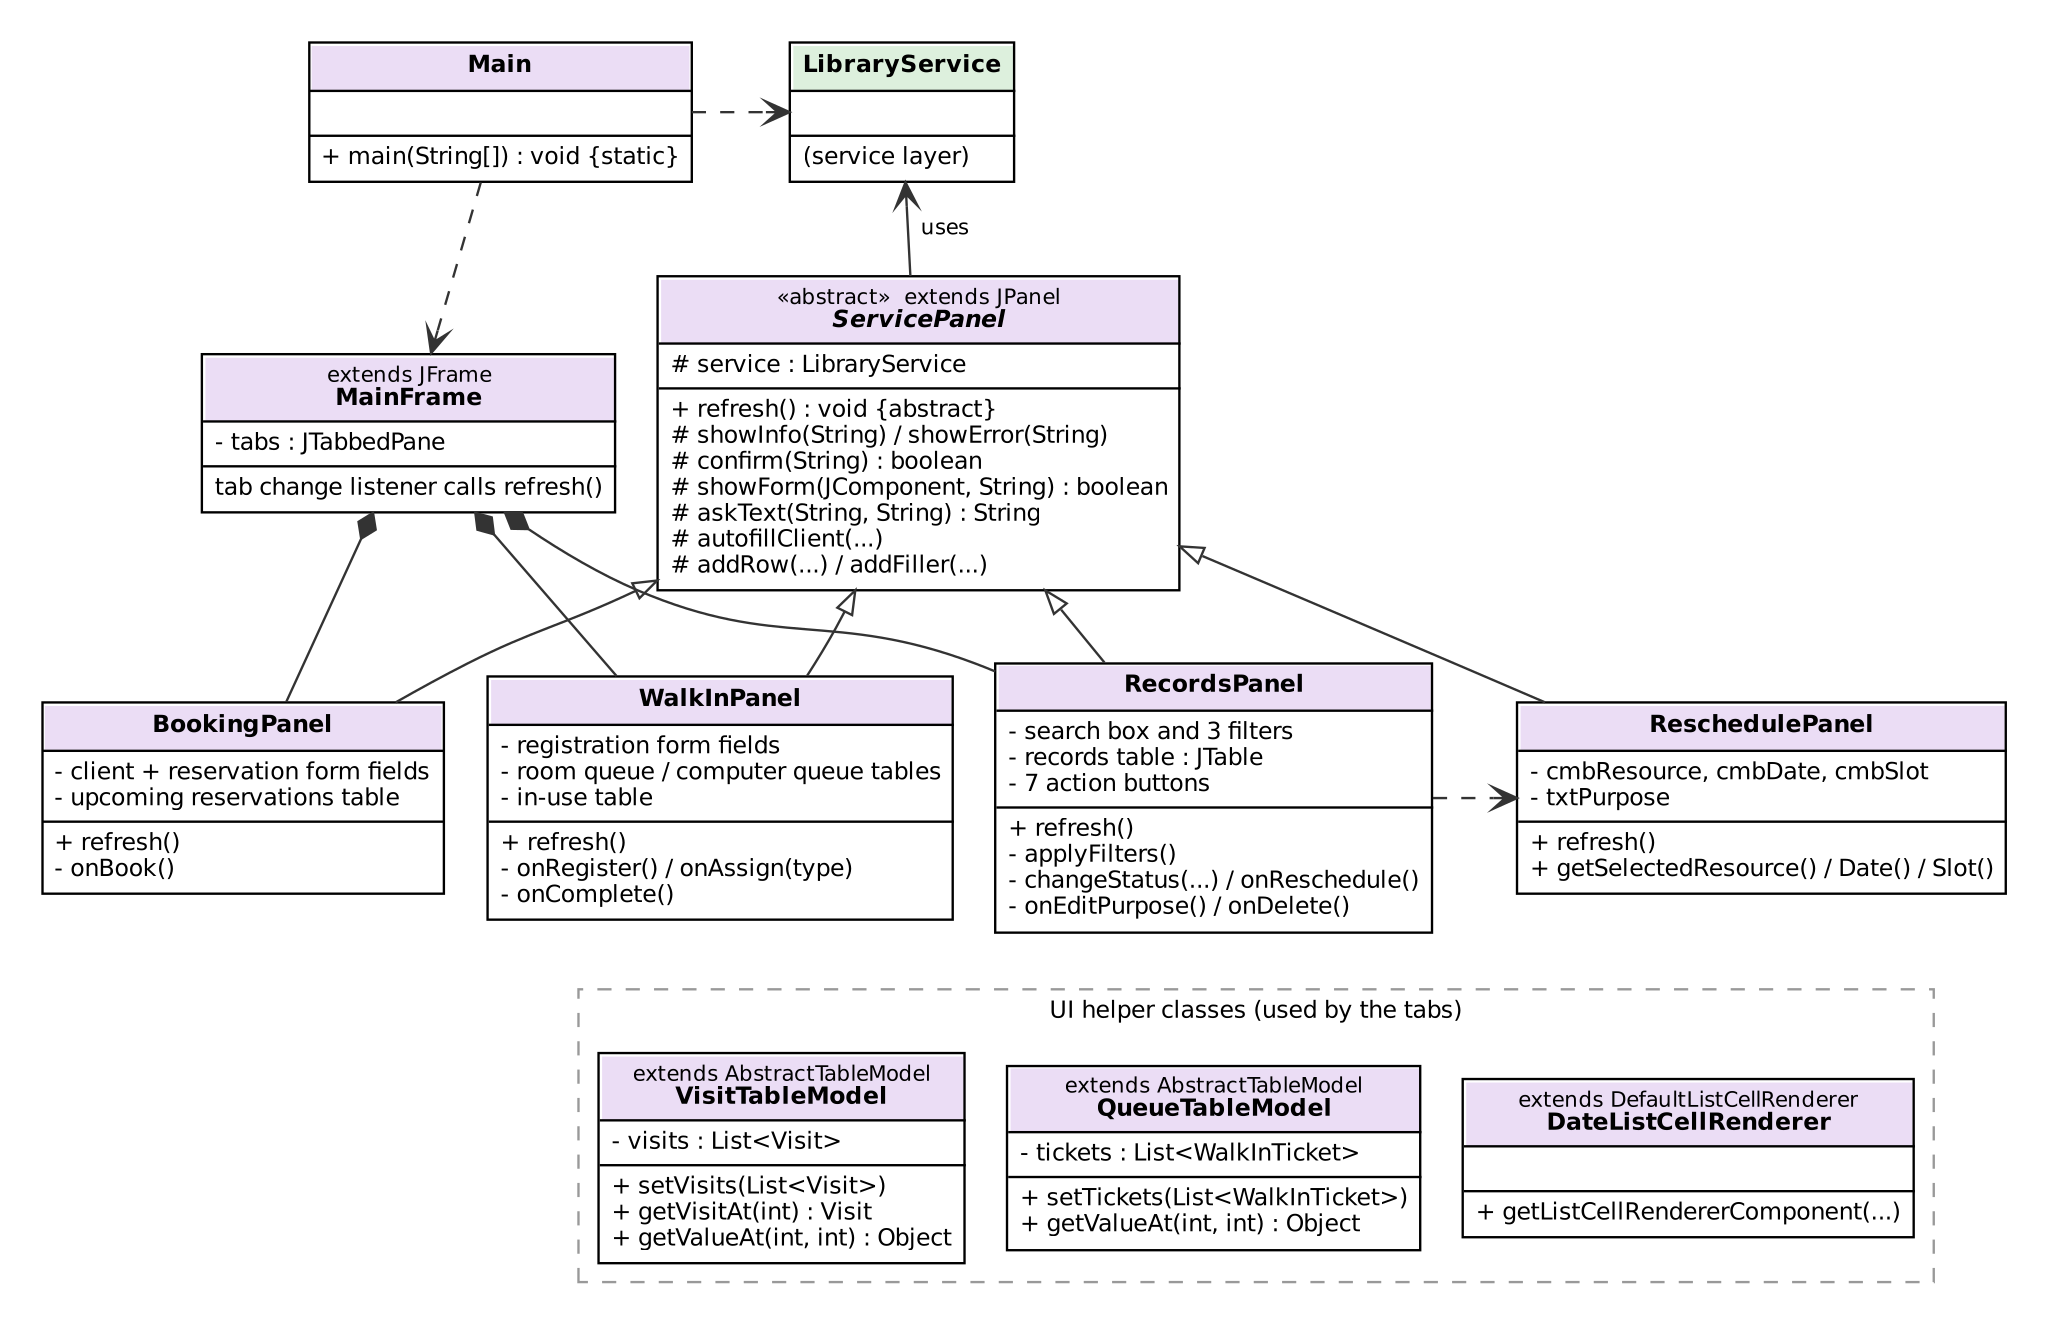 Main
+ main(String[]) : void {static}
LibraryService
(service layer)
uses
«abstract»  extends JPanel
ServicePanel
# service : LibraryService
+ refresh() : void {abstract}
# showInfo(String) / showError(String)
# confirm(String) : boolean
# showForm(JComponent, String) : boolean
# askText(String, String) : String
# autofillClient(...)
# addRow(...) / addFiller(...)
extends JFrame
MainFrame
- tabs : JTabbedPane
tab change listener calls refresh()
BookingPanel
- client + reservation form fields
- upcoming reservations table
+ refresh()
- onBook()
WalkInPanel
- registration form fields
- room queue / computer queue tables
- in-use table
+ refresh()
- onRegister() / onAssign(type)
- onComplete()
RecordsPanel
- search box and 3 filters
- records table : JTable
- 7 action buttons
+ refresh()
- applyFilters()
- changeStatus(...) / onReschedule()
- onEditPurpose() / onDelete()
ReschedulePanel
- cmbResource, cmbDate, cmbSlot
- txtPurpose
+ refresh()
+ getSelectedResource() / Date() / Slot()
UI helper classes (used by the tabs)
extends AbstractTableModel
VisitTableModel
- visits : List<Visit>
+ setVisits(List<Visit>)
+ getVisitAt(int) : Visit
+ getValueAt(int, int) : Object
extends AbstractTableModel
QueueTableModel
- tickets : List<WalkInTicket>
+ setTickets(List<WalkInTicket>)
+ getValueAt(int, int) : Object
extends DefaultListCellRenderer
DateListCellRenderer
+ getListCellRendererComponent(...)